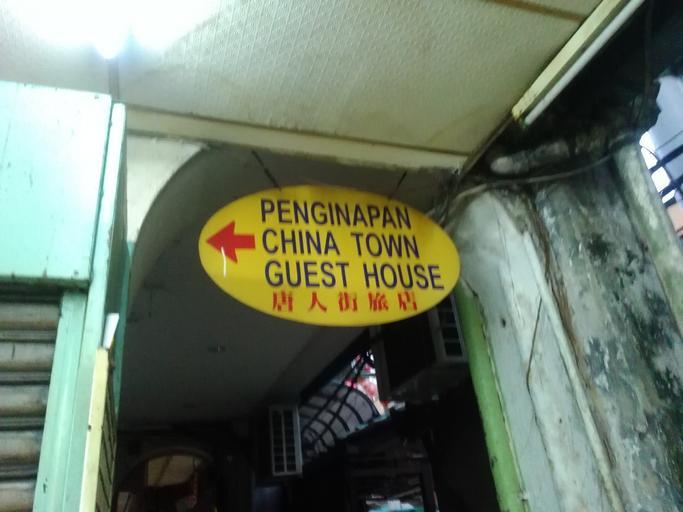 PENGINAPAN
CHINA TOWN
GUEST HOUSE
唐人街旅店